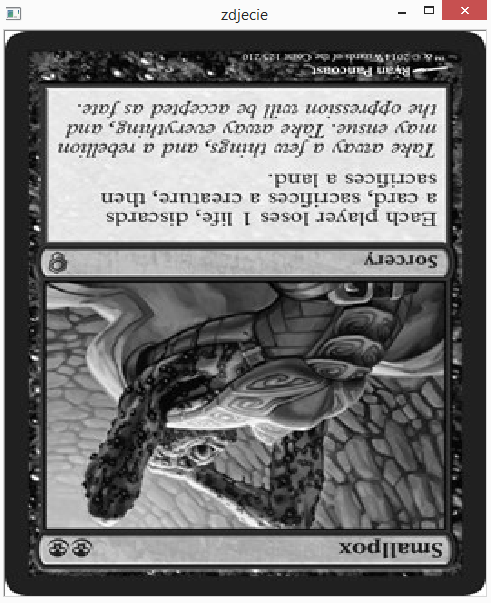 zdjecie
Smallpox
Sorcery
Each player loses 1 life, discards
a card, sacrifices a creature, then
sacrifices a land.
Take away a few things, and a rebellion
may ensue. Take away everything, and
the oppression will be accepted as fate.
Ryan Pancoast
™ & © 2014 Wizards of the Coast 125/210